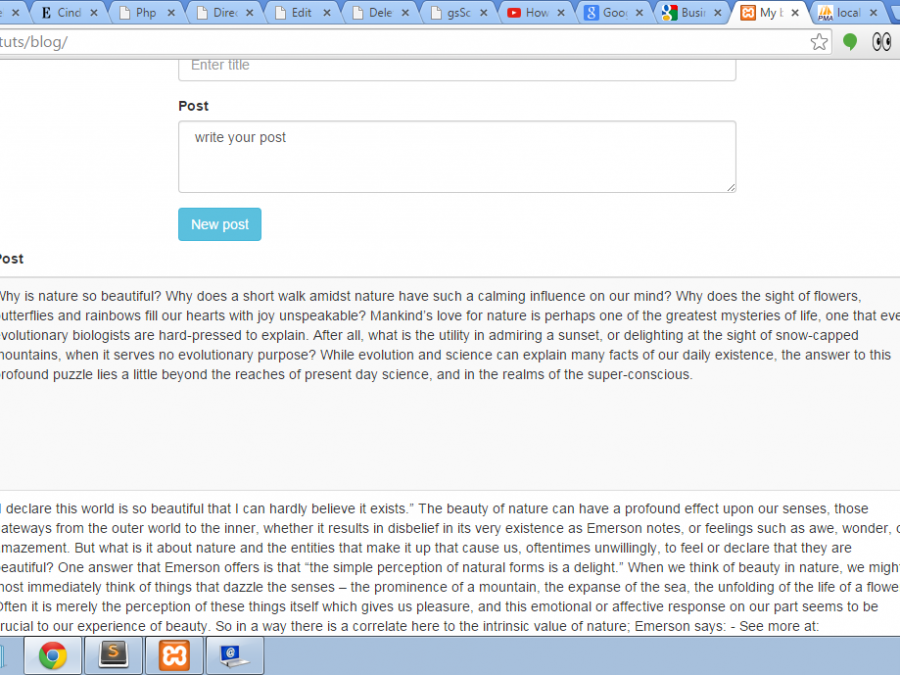 Cind Php Direc Edit Dele gsSc How Goo Busi My b local
tuts/blog/
Enter title
Post
write your post
New post
Post
Why is nature so beautiful? Why does a short walk amidst nature have such a calming influence on our mind? Why does the sight of flowers,
butterflies and rainbows fill our hearts with joy unspeakable? Mankind's love for nature is perhaps one of the greatest mysteries of life, one that eve
evolutionary biologists are hard-pressed to explain. After all, what is the utility in admiring a sunset, or delighting at the sight of snow-capped
mountains, when it serves no evolutionary purpose? While evolution and science can explain many facts of our daily existence, the answer to this
profound puzzle lies a little beyond the reaches of present day science, and in the realms of the super-conscious.
I declare this world is so beautiful that I can hardly believe it exists.” The beauty of nature can have a profound effect upon our senses, those
gateways from the outer world to the inner, whether it results in disbelief in its very existence as Emerson notes, or feelings such as awe, wonder, o
amazement. But what is it about nature and the entities that make it up that cause us, oftentimes unwillingly, to feel or declare that they are
beautiful? One answer that Emerson offers is that “the simple perception of natural forms is a delight.” When we think of beauty in nature, we might
most immediately think of things that dazzle the senses – the prominence of a mountain, the expanse of the sea, the unfolding of the life of a flowe
Often it is merely the perception of these things itself which gives us pleasure, and this emotional or affective response on our part seems to be
crucial to our experience of beauty. So in a way there is a correlate here to the intrinsic value of nature; Emerson says: - See more at: